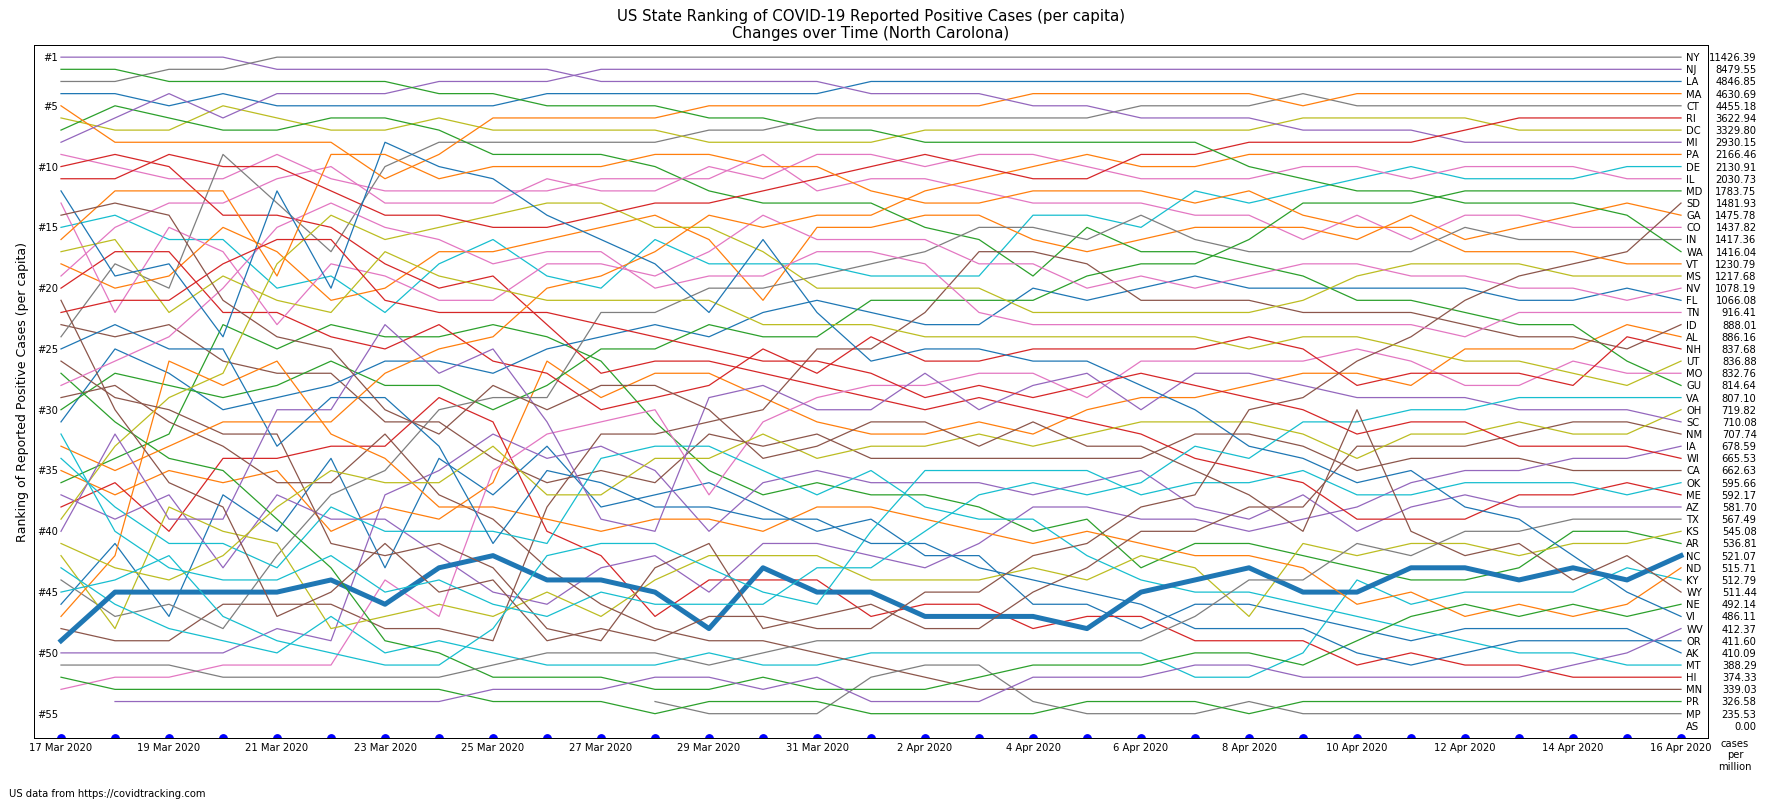 US State Ranking of COVID-19 Reported Positive Cases (per capita)
Changes over Time (North Carolona)
Ranking of Reported Positive Cases (per capita)
#1
#5
#10
#15
#20
#25
#30
#35
#40
#45
#50
#55
NY 11426.39
NJ 8479.55
LA 4846.85
MA 4630.69
CT 4455.18
RI 3622.94
DC 3329.80
MI 2930.15
PA 2166.46
DE 2130.91
IL 2030.73
MD 1783.75
SD 1481.93
GA 1475.78
CO 1437.82
IN 1417.36
WA 1416.04
VT 1230.79
MS 1217.68
NV 1078.19
FL 1066.08
TN 916.41
ID 888.01
AL 886.16
NH 837.68
UT 836.88
MO 832.76
GU 814.64
VA 807.10
OH 719.82
SC 710.08
NM 707.74
IA 678.59
WI 665.53
CA 662.63
OK 595.66
ME 592.17
AZ 581.70
TX 567.49
KS 545.08
AR 536.81
NC 521.07
ND 515.71
KY 512.79
WY 511.44
NE 492.14
VI 486.11
WV 412.37
OR 411.60
AK 410.09
MT 388.29
HI 374.33
MN 339.03
PR 326.58
MP 235.53
AS 0.00
17 Mar 2020 19 Mar 2020 21 Mar 2020 23 Mar 2020 25 Mar 2020 27 Mar 2020 29 Mar 2020 31 Mar 2020 2 Apr 2020 4 Apr 2020 6 Apr 2020 8 Apr 2020 10 Apr 2020 12 Apr 2020 14 Apr 2020 16 Apr 2020
cases
per
million
US data from https://covidtracking.com